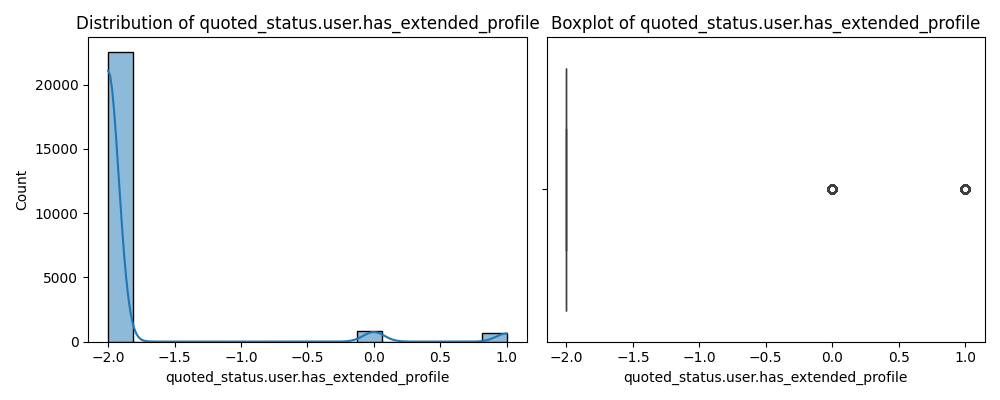 Distribution of quoted_status.user.has_extended_profile
Count
20000
15000
10000
5000
0
−2.0 −1.5 −1.0 −0.5 0.0 0.5 1.0
quoted_status.user.has_extended_profile
Boxplot of quoted_status.user.has_extended_profile
−2.0 −1.5 −1.0 −0.5 0.0 0.5 1.0
quoted_status.user.has_extended_profile